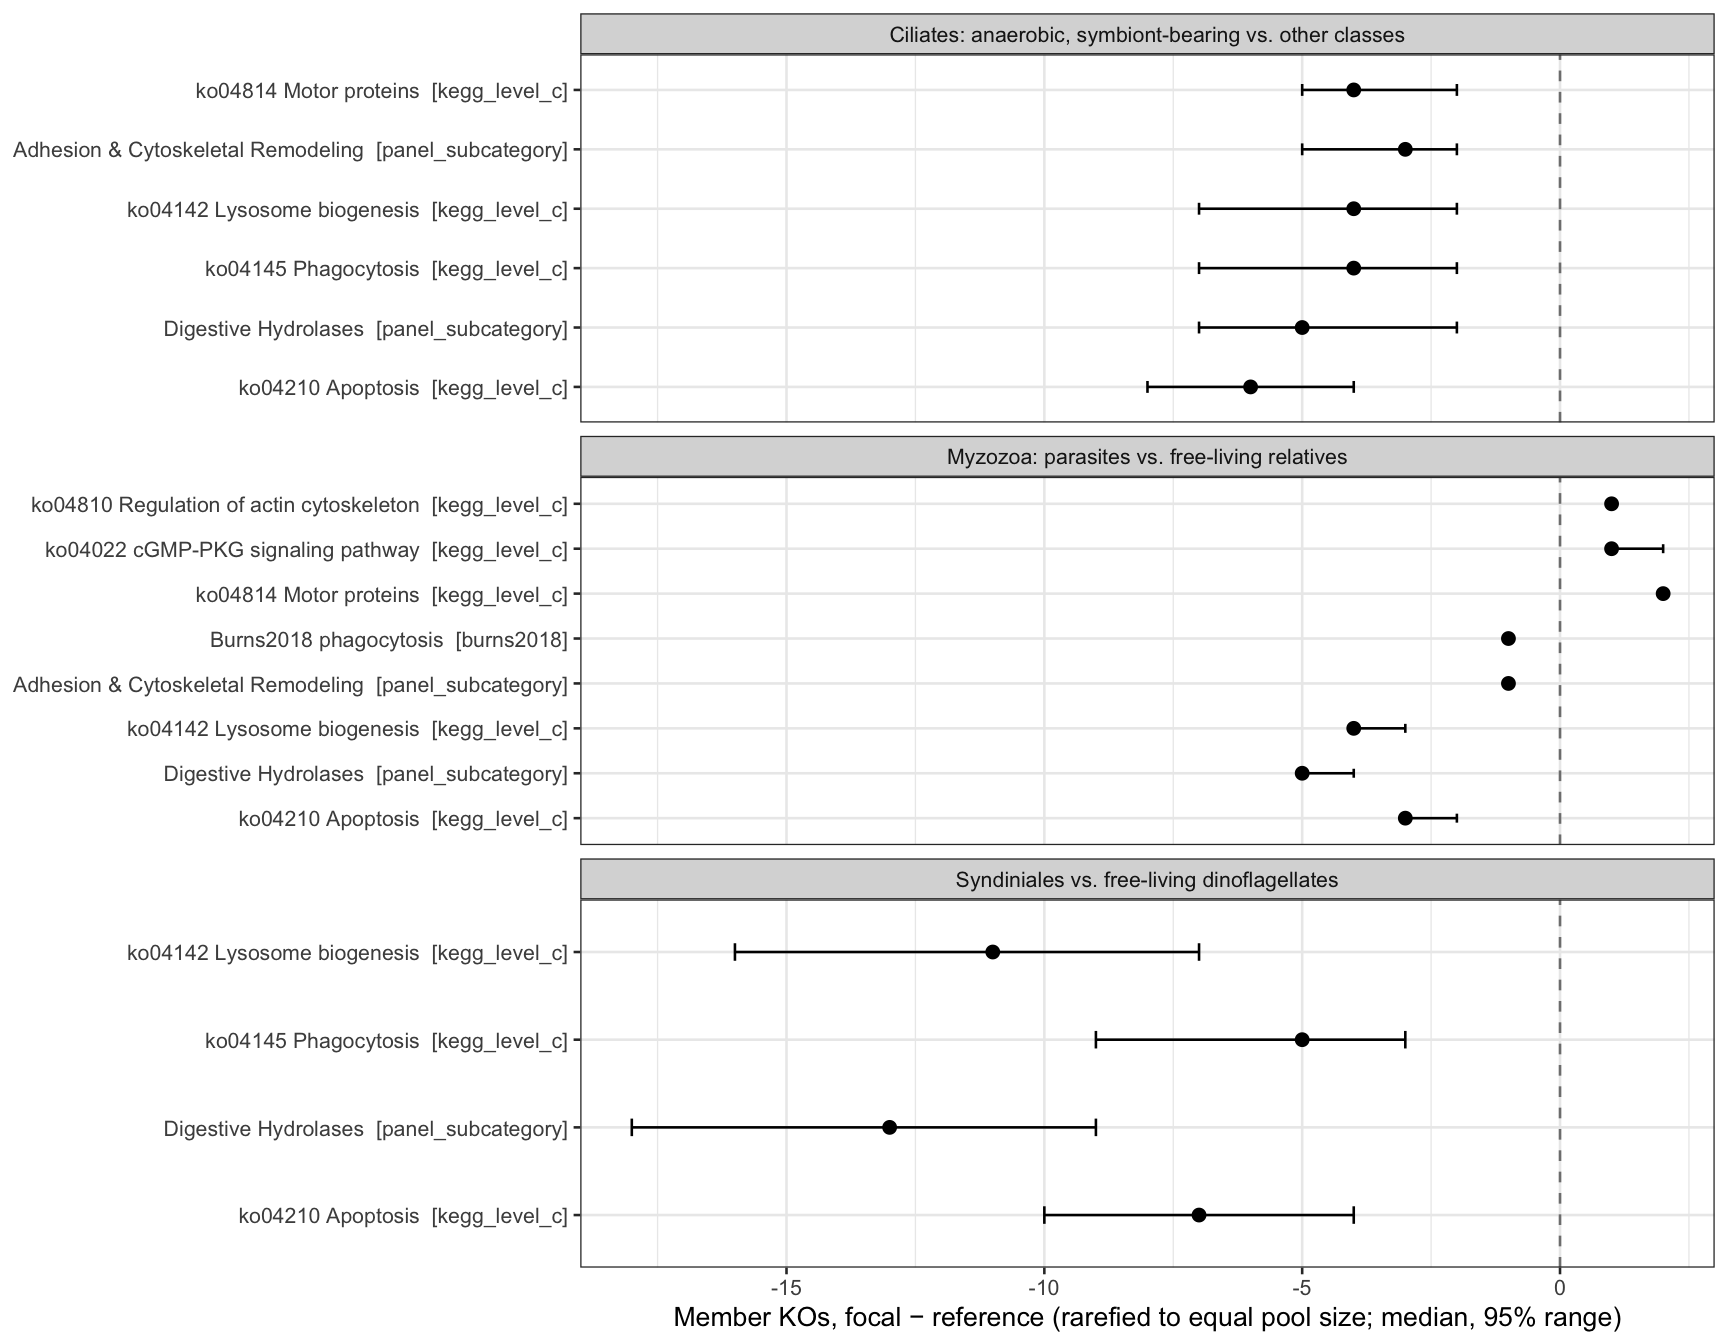 Ciliates: anaerobic, symbiont-bearing vs. other classes
ko04814 Motor proteins [kegg_level_c]
Adhesion & Cytoskeletal Remodeling [panel_subcategory]
ko04142 Lysosome biogenesis [kegg_level_c]
ko04145 Phagocytosis [kegg_level_c]
Digestive Hydrolases [panel_subcategory]
ko04210 Apoptosis [kegg_level_c]
Myzozoa: parasites vs. free-living relatives
ko04810 Regulation of actin cytoskeleton [kegg_level_c]
ko04022 cGMP-PKG signaling pathway [kegg_level_c]
ko04814 Motor proteins [kegg_level_c]
Burns2018 phagocytosis [burns2018]
Adhesion & Cytoskeletal Remodeling [panel_subcategory]
ko04142 Lysosome biogenesis [kegg_level_c]
Digestive Hydrolases [panel_subcategory]
ko04210 Apoptosis [kegg_level_c]
Syndiniales vs. free-living dinoflagellates
ko04142 Lysosome biogenesis [kegg_level_c]
ko04145 Phagocytosis [kegg_level_c]
Digestive Hydrolases [panel_subcategory]
ko04210 Apoptosis [kegg_level_c]
-15 -10 -5 0
Member KOs, focal − reference (rarefied to equal pool size; median, 95% range)